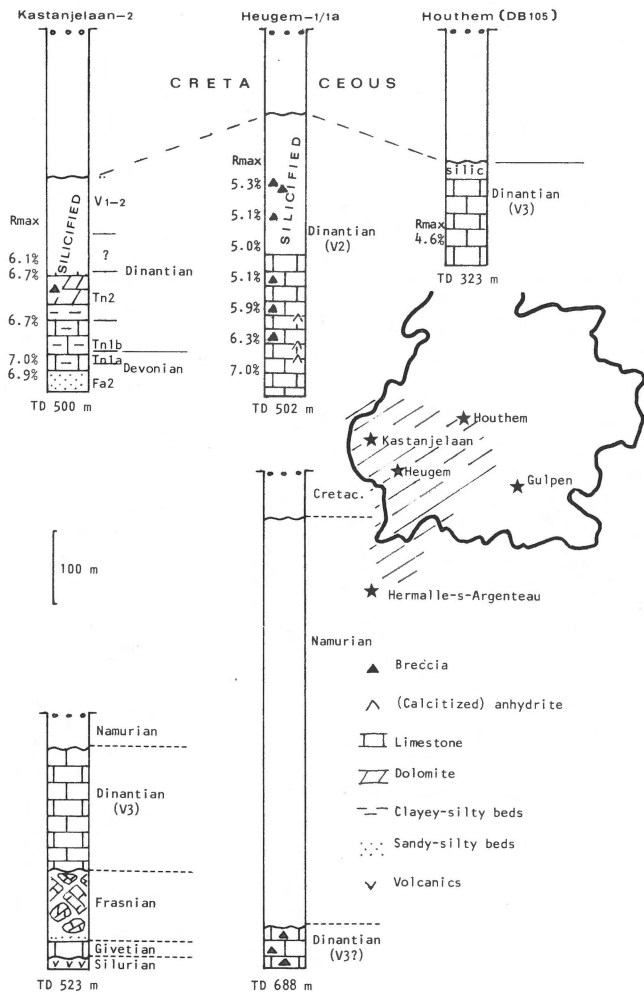 Kastanjelaan-2
Heugem-1/1a
Houthem (DB105)
CRETA CEOUS
Rmax
6.1%
6.7%
6.7%
7.0%
6.9%
SILICIFIED
V1-2
?
Dinantian
Tn2
Tn1b
Tn1a
Devonian
Fa2
TD 500 m
Rmax
5.3%
5.1%
5.0%
5.1%
5.9%
6.3%
7.0%
SILICIFIED
Dinantian
(V2)
TD 502 m
silic
Dinantian
(V3)
Rmax
4.6%
TD 323 m
Houthem
Kastanjelaan
Heugem
Gulpen
Hermalle-s-Argenteau
100 m
Cretac.
Namurian
Dinantian
(V3?)
TD 688 m
Namurian
Dinantian
(V3)
Frasnian
Givetian
Silurian
TD 523 m
Breccia
(Calcitized) anhydrite
Limestone
Dolomite
Clayey-silty beds
Sandy-silty beds
Volcanics